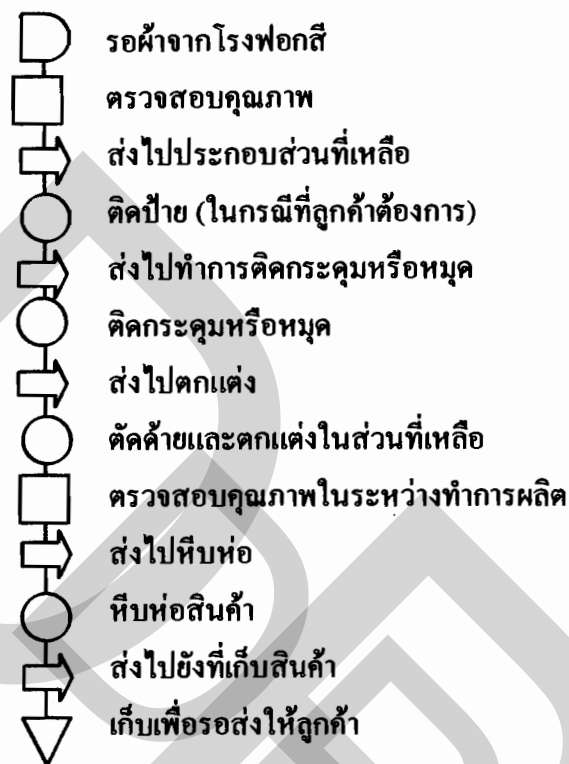 รอผ้าจากโรงฟอกสี
ตรวจสอบคุณภาพ
ส่งไปประกอบส่วนที่เหลือ
ติดป้าย (ในกรณีที่ลูกค้าต้องการ)
ส่งไปทำการติดกระดุมหรือหมุด
ติดกระดุมหรือหมุด
ส่งไปตกแต่ง
ตัดด้ายและตกแต่งในส่วนที่เหลือ
ตรวจสอบคุณภาพในระหว่างทำการผลิต
ส่งไปหีบห่อ
หีบห่อสินค้า
ส่งไปยังที่เก็บสินค้า
เก็บเพื่อรอส่งให้ลูกค้า